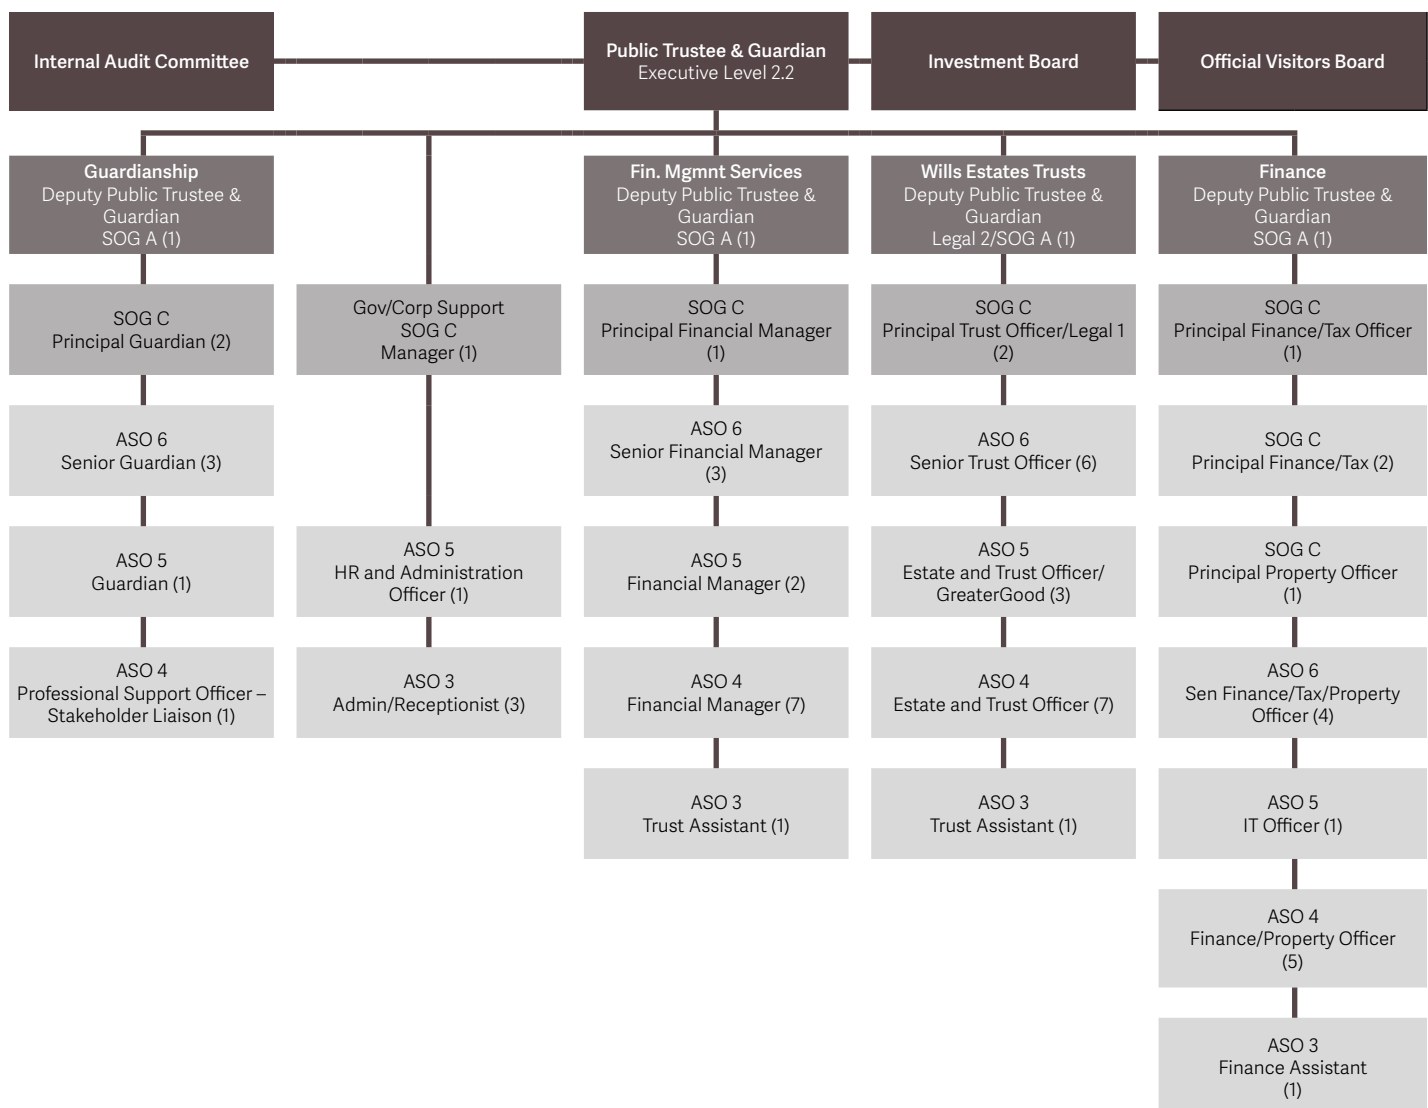 Internal Audit Committee
Public Trustee & Guardian
Executive Level 2.2
Investment Board
Official Visitors Board
Guardianship
Deputy Public Trustee &
Guardian
SOG A (1)
Fin. Mgmnt Services
Deputy Public Trustee &
Guardian
SOG A (1)
Wills Estates Trusts
Deputy Public Trustee &
Guardian
Legal 2/SOG A (1)
Finance
Deputy Public Trustee &
Guardian
SOG A (1)
SOG C
Principal Guardian (2)
Gov/Corp Support
SOG C
Manager (1)
SOG C
Principal Financial Manager
(1)
SOG C
Principal Trust Officer/Legal 1
(2)
SOG C
Principal Finance/Tax Officer
(1)
ASO 6
Senior Guardian (3)
ASO 6
Senior Financial Manager
(3)
ASO 6
Senior Trust Officer (6)
SOG C
Principal Finance/Tax (2)
ASO 5
Guardian (1)
ASO 5
HR and Administration
Officer (1)
ASO 5
Financial Manager (2)
ASO 5
Estate and Trust Officer/
GreaterGood (3)
SOG C
Principal Property Officer
(1)
ASO 4
Professional Support Officer –
Stakeholder Liaison (1)
ASO 3
Admin/Receptionist (3)
ASO 4
Financial Manager (7)
ASO 4
Estate and Trust Officer (7)
ASO 6
Sen Finance/Tax/Property
Officer (4)
ASO 3
Trust Assistant (1)
ASO 3
Trust Assistant (1)
ASO 5
IT Officer (1)
ASO 4
Finance/Property Officer
(5)
ASO 3
Finance Assistant
(1)